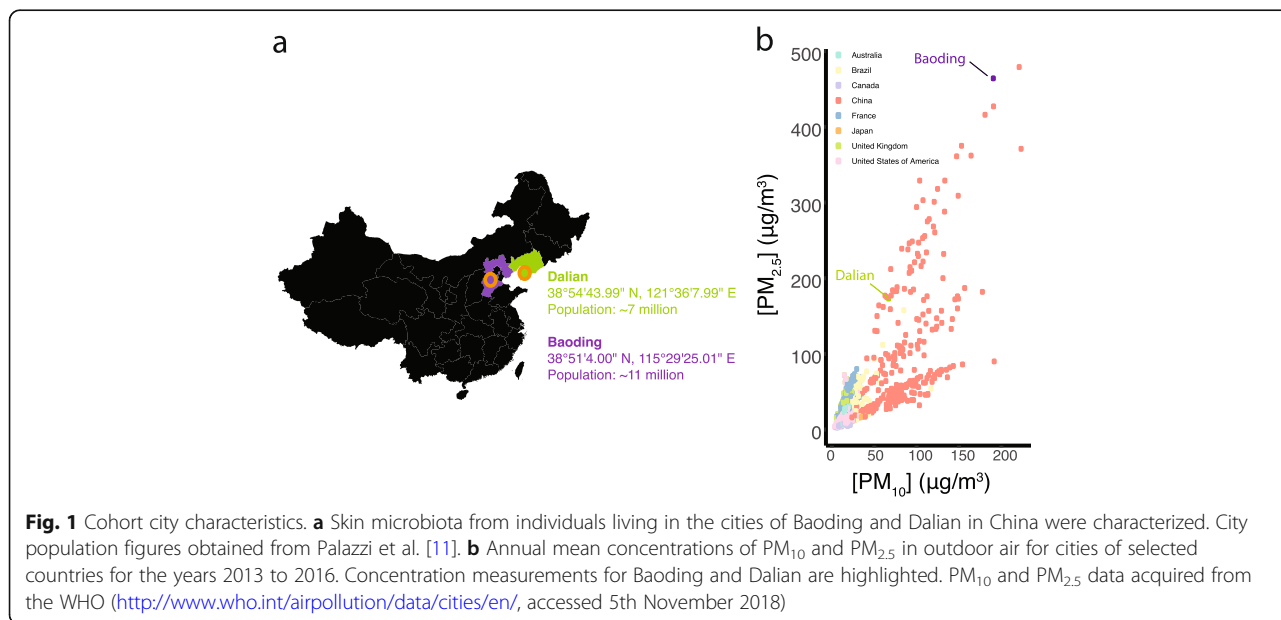 a
Dalian
38°54'43.99" N, 121°36'7.99" E
Population: ~7 million
Baoding
38°51'4.00" N, 115°29'25.01" E
Population: ~11 million
b
500
400
300
200
100
0
[PM2.5] (µg/m³)
Australia
Brazil
Canada
China
France
Japan
United Kingdom
United States of America
Baoding
Dalian
0 50 100 150 200
[PM10] (µg/m³)
Fig. 1 Cohort city characteristics. a Skin microbiota from individuals living in the cities of Baoding and Dalian in China were characterized. City
population figures obtained from Palazzi et al. [11]. b Annual mean concentrations of PM10 and PM2.5 in outdoor air for cities of selected
countries for the years 2013 to 2016. Concentration measurements for Baoding and Dalian are highlighted. PM10 and PM2.5 data acquired from
the WHO (http://www.who.int/airpollution/data/cities/en/, accessed 5th November 2018)